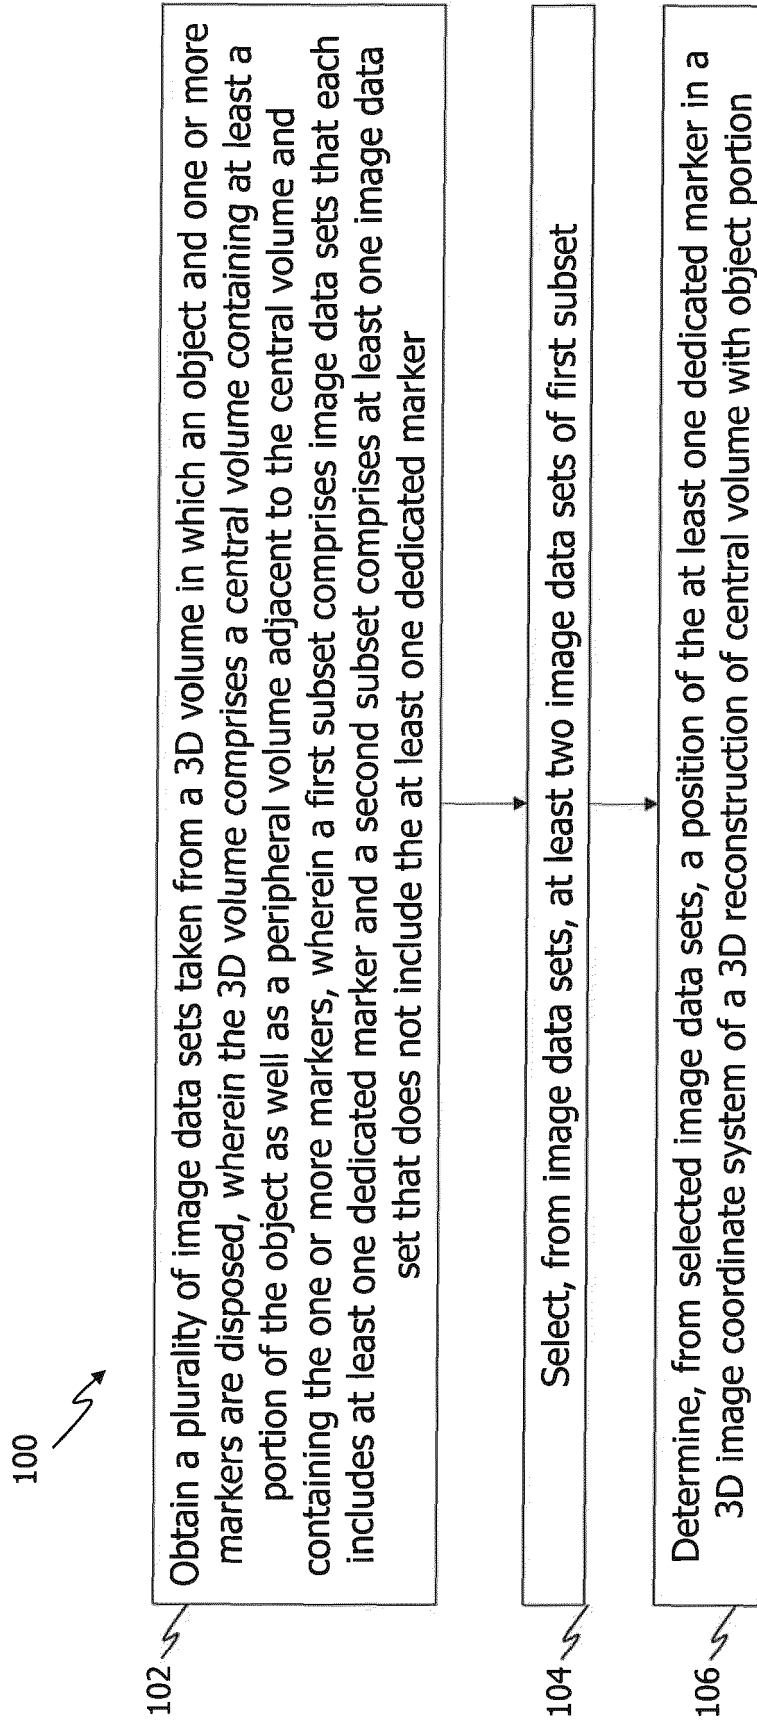 100
102
Obtain a plurality of image data sets taken from a 3D volume in which an object and one or more
markers are disposed, wherein the 3D volume comprises a central volume containing at least a
portion of the object as well as a peripheral volume adjacent to the central volume and
containing the one or more markers, wherein a first subset comprises image data sets that each
includes at least one dedicated marker and a second subset comprises at least one image data
set that does not include the at least one dedicated marker
104
Select, from image data sets, at least two image data sets of first subset
106
Determine, from selected image data sets, a position of the at least one dedicated marker in a
3D image coordinate system of a 3D reconstruction of central volume with object portion